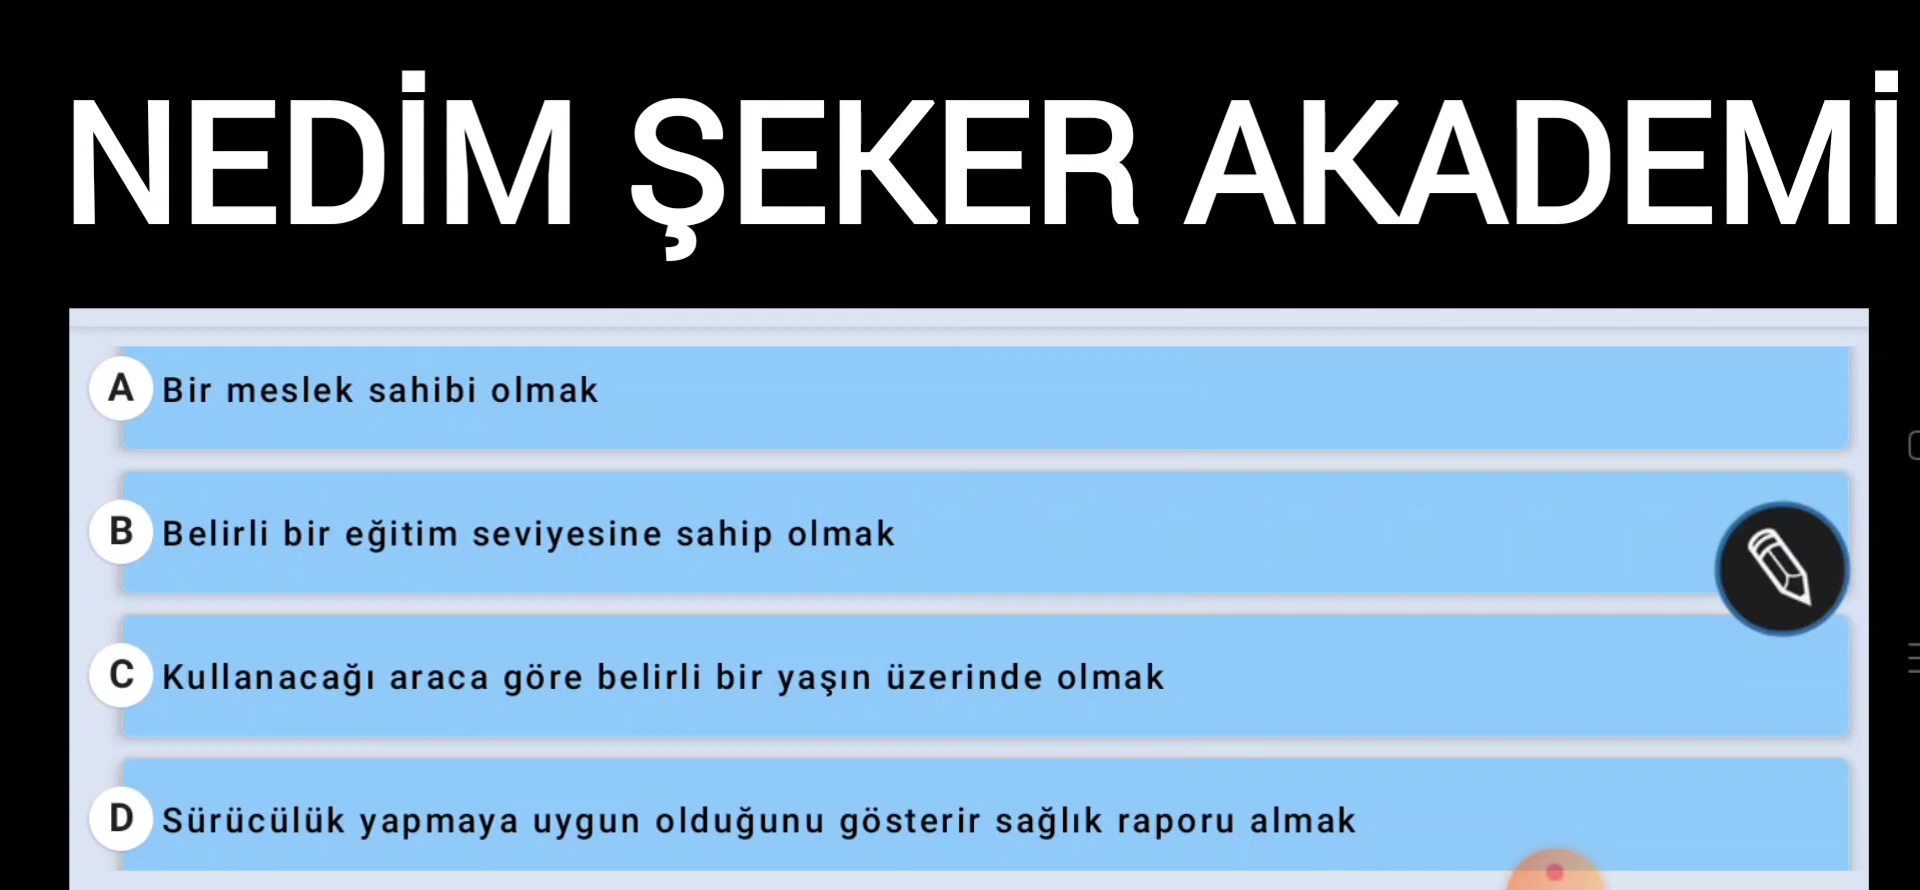 NEDİM ŞEKER AKADEMİ
A Bir meslek sahibi olmak
B Belirli bir eğitim seviyesine sahip olmak
C Kullanacağı araca göre belirli bir yaşın üzerinde olmak
D Sürücülük yapmaya uygun olduğunu gösterir sağlık raporu almak